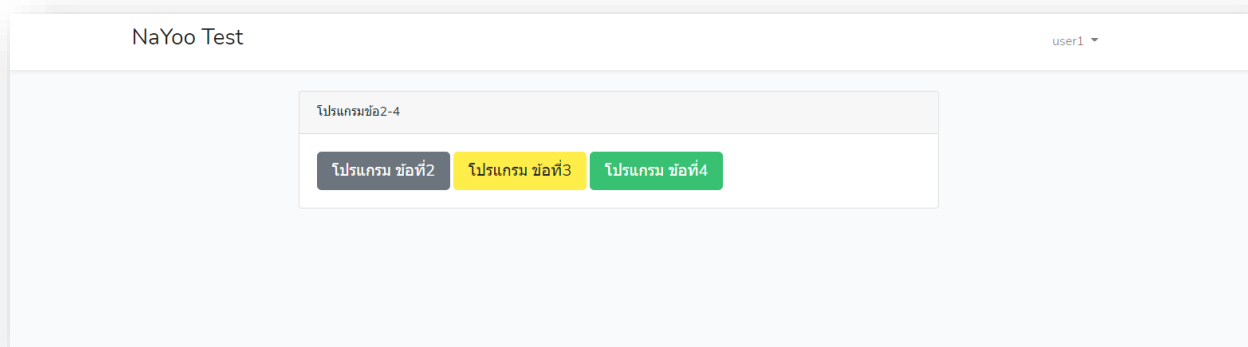 NaYoo Test
user1
โปรแกรมข้อ2-4
โปรแกรม ข้อที่2 โปรแกรม ข้อที่3 โปรแกรม ข้อที่4